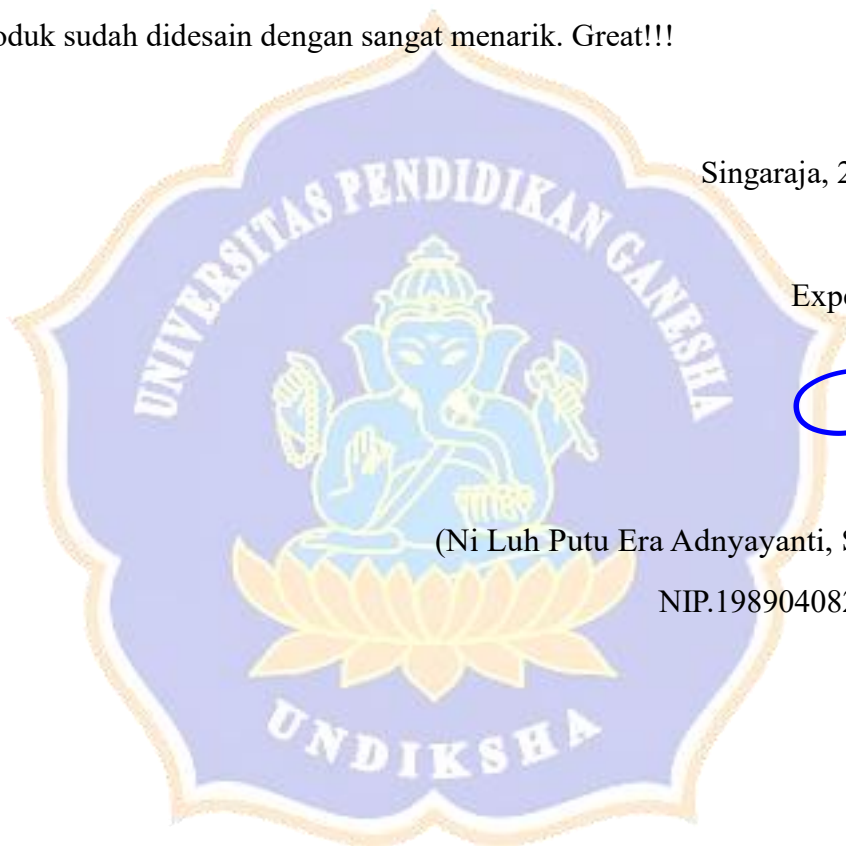 oduk sudah didesain dengan sangat menarik. Great!!!
Singaraja, 2
Expe
(Ni Luh Putu Era Adnyayanti, S
NIP.198904082
UNIVERSITAS PENDIDIKAN GANESHA
UNDIKSHA